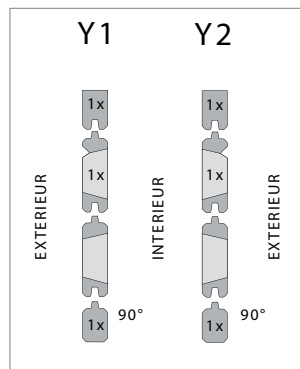 Y1 Y2
1x 1x
1x 1x
EXTERIEUR INTERIEUR EXTERIEUR
1x 90° 1x 90°